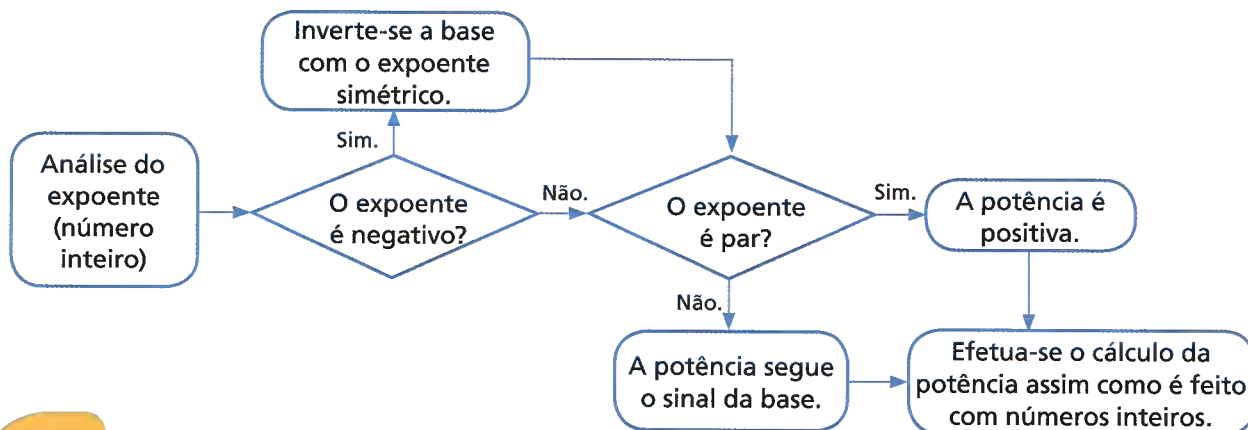 Análise do
expoente
(número
inteiro)
O expoente
é negativo?
Sim.
Inverte-se a base
com o expoente
simétrico.
Não.
O expoente
é par?
Sim.
A potência é
positiva.
Não.
A potência segue
o sinal da base.
Efetua-se o cálculo da
potência assim como é feito
com números inteiros.